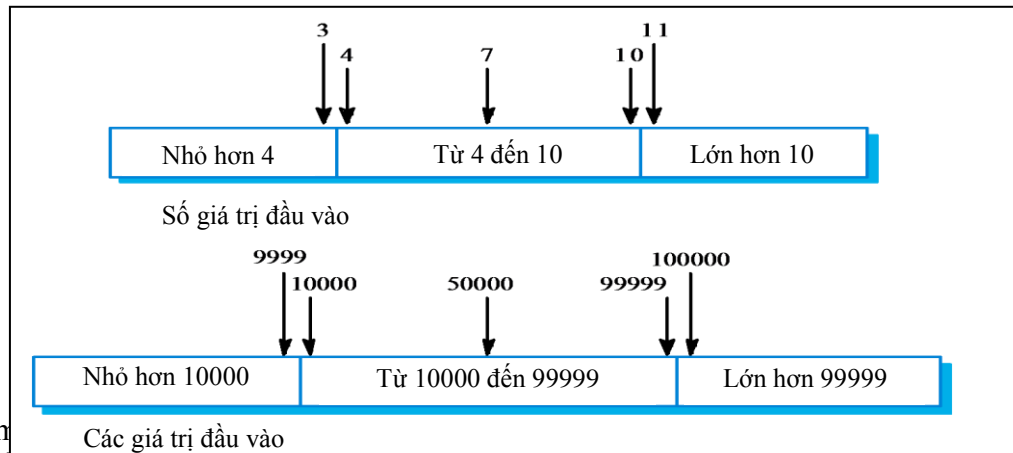 3 11
4 7 10
Nhỏ hơn 4 Từ 4 đến 10 Lớn hơn 10
Số giá trị đầu vào
9999 100000
10000 50000 99999
Nhỏ hơn 10000 Từ 10000 đến 99999 Lớn hơn 99999
Các giá trị đầu vào